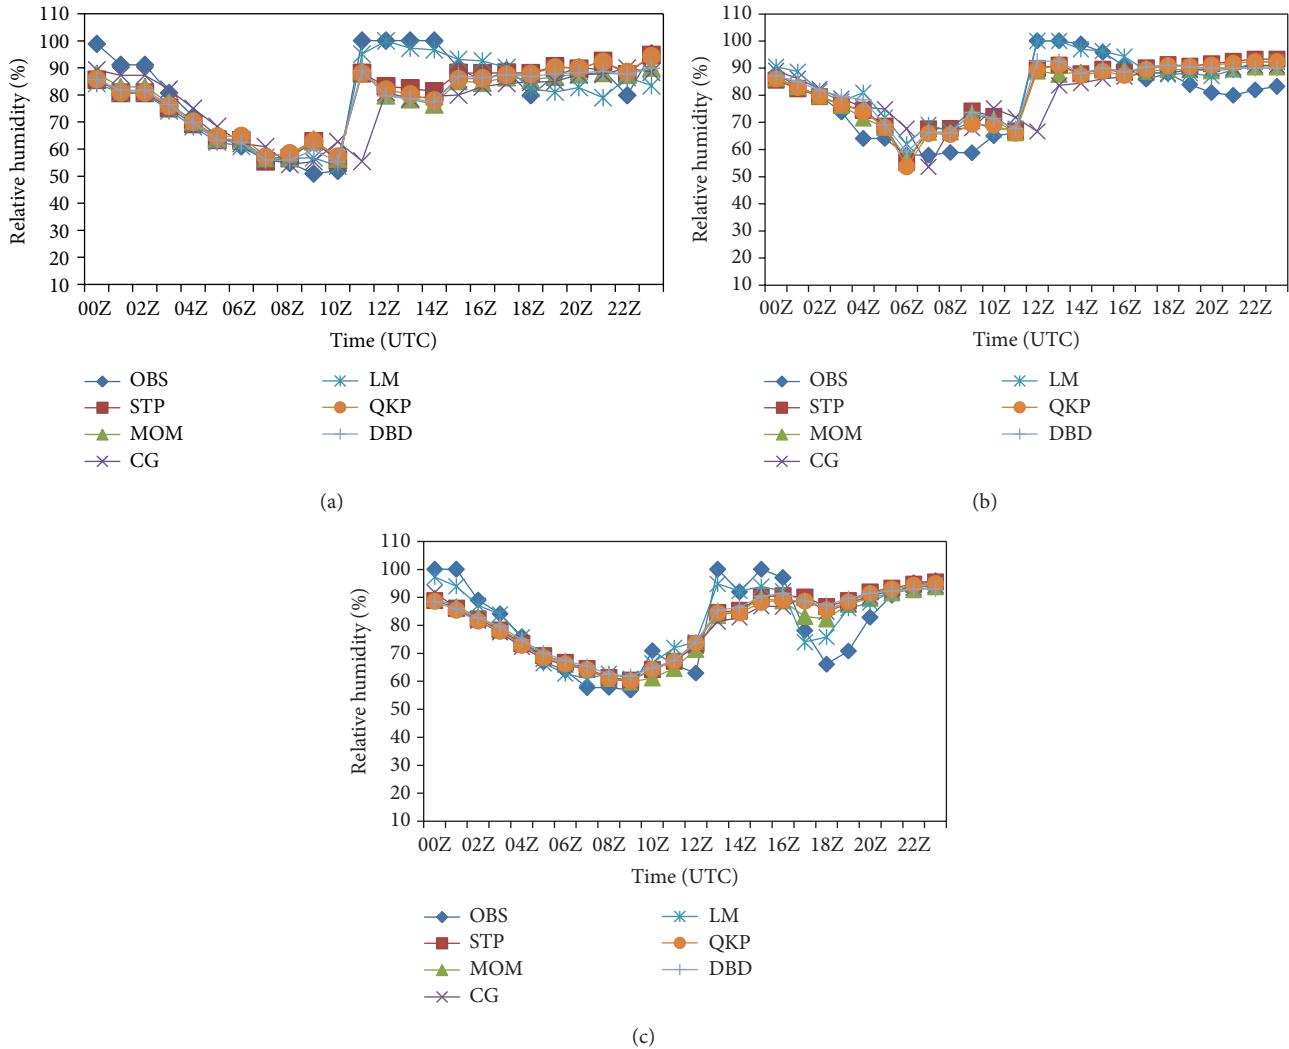 110
100
90
80
70
60
50
40
30
20
10
Relative humidity (%)
00Z 02Z 04Z 06Z 08Z 10Z 12Z 14Z 16Z 18Z 20Z 22Z
Time (UTC)
OBS
STP
MOM
CG
LM
QKP
DBD
(a)
110
100
90
80
70
60
50
40
30
20
10
Relative humidity (%)
00Z 02Z 04Z 06Z 08Z 10Z 12Z 14Z 16Z 18Z 20Z 22Z
Time (UTC)
OBS
STP
MOM
CG
LM
QKP
DBD
(b)
110
100
90
80
70
60
50
40
30
20
10
Relative humidity (%)
00Z 02Z 04Z 06Z 08Z 10Z 12Z 14Z 16Z 18Z 20Z 22Z
Time (UTC)
OBS
STP
MOM
CG
LM
QKP
DBD
(c)